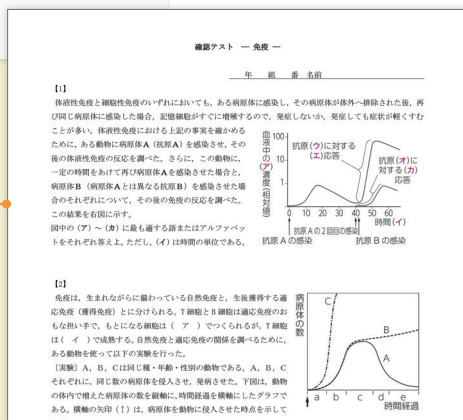 確認テスト ― 免疫 ―
年 組 番 名前
【1】
体液性免疫と細胞性免疫のいずれにおいても，ある病原体に感染し，その病原体が体外へ排除された後，再
び同じ病原体に感染した場合，記憶細胞がすぐに増殖するので，発症しないか，発症しても症状が軽くすむ
ことが多い。体液性免疫における上記の事実を確かめる
ために，ある動物に病原体A（抗原A）を感染させ，その
後の体液性免疫の反応を調べた。さらに，この動物に，
一定の時間をあけて再び病原体Aを感染させた場合と，
病原体B（病原体Aとは異なる抗原B）を感染させた場
合のそれぞれについて，その後の免疫の反応を調べた。
この結果を右図に示す。
図中の（ア）～（カ）に最も適する語またはアルファベッ
トをそれぞれ答えよ。ただし，（イ）は時間の単位である。
血液中の（ア）濃度（相対値）
100
10
1
抗原（ウ）に対する
（エ）応答
抗原（オ）に
対する（カ）
応答
0 10 20 30 40 50 60
時間（イ）
抗原Aの2回目の感染
抗原Aの感染 抗原Bの感染
【2】
免疫は，生まれながらに備わっている自然免疫と，生後獲得する適
応免疫（獲得免疫）とに分けられる。T細胞とB細胞は適応免疫のお
もな担い手で，もとになる細胞は（ ア ）でつくられるが，T細胞
は（ イ ）で成熟する。自然免疫と適応免疫の関係を調べるために，
ある動物を使って以下の実験を行った。
［実験］A，B，Cは同じ種・年齢・性別の動物である。A，B，C
それぞれに，同じ数の病原体を侵入させ，発病させた。下図は，動物
の体内で増えた病原体の数を縦軸に，時間経過を横軸にしたグラフで
ある。横軸の矢印（↑）は，病原体を動物に侵入させた時点を示して
病原体の数
C
B
A
a b c d e
時間経過